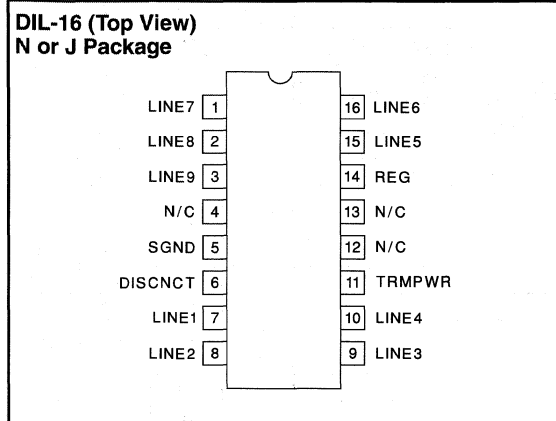 DIL-16 (Top View)
N or J Package
LINE7 1 16 LINE6
LINE8 2 15 LINE5
LINE9 3 14 REG
N/C 4 13 N/C
SGND 5 12 N/C
DISCNCT 6 11 TRMPWR
LINE1 7 10 LINE4
LINE2 8 9 LINE3